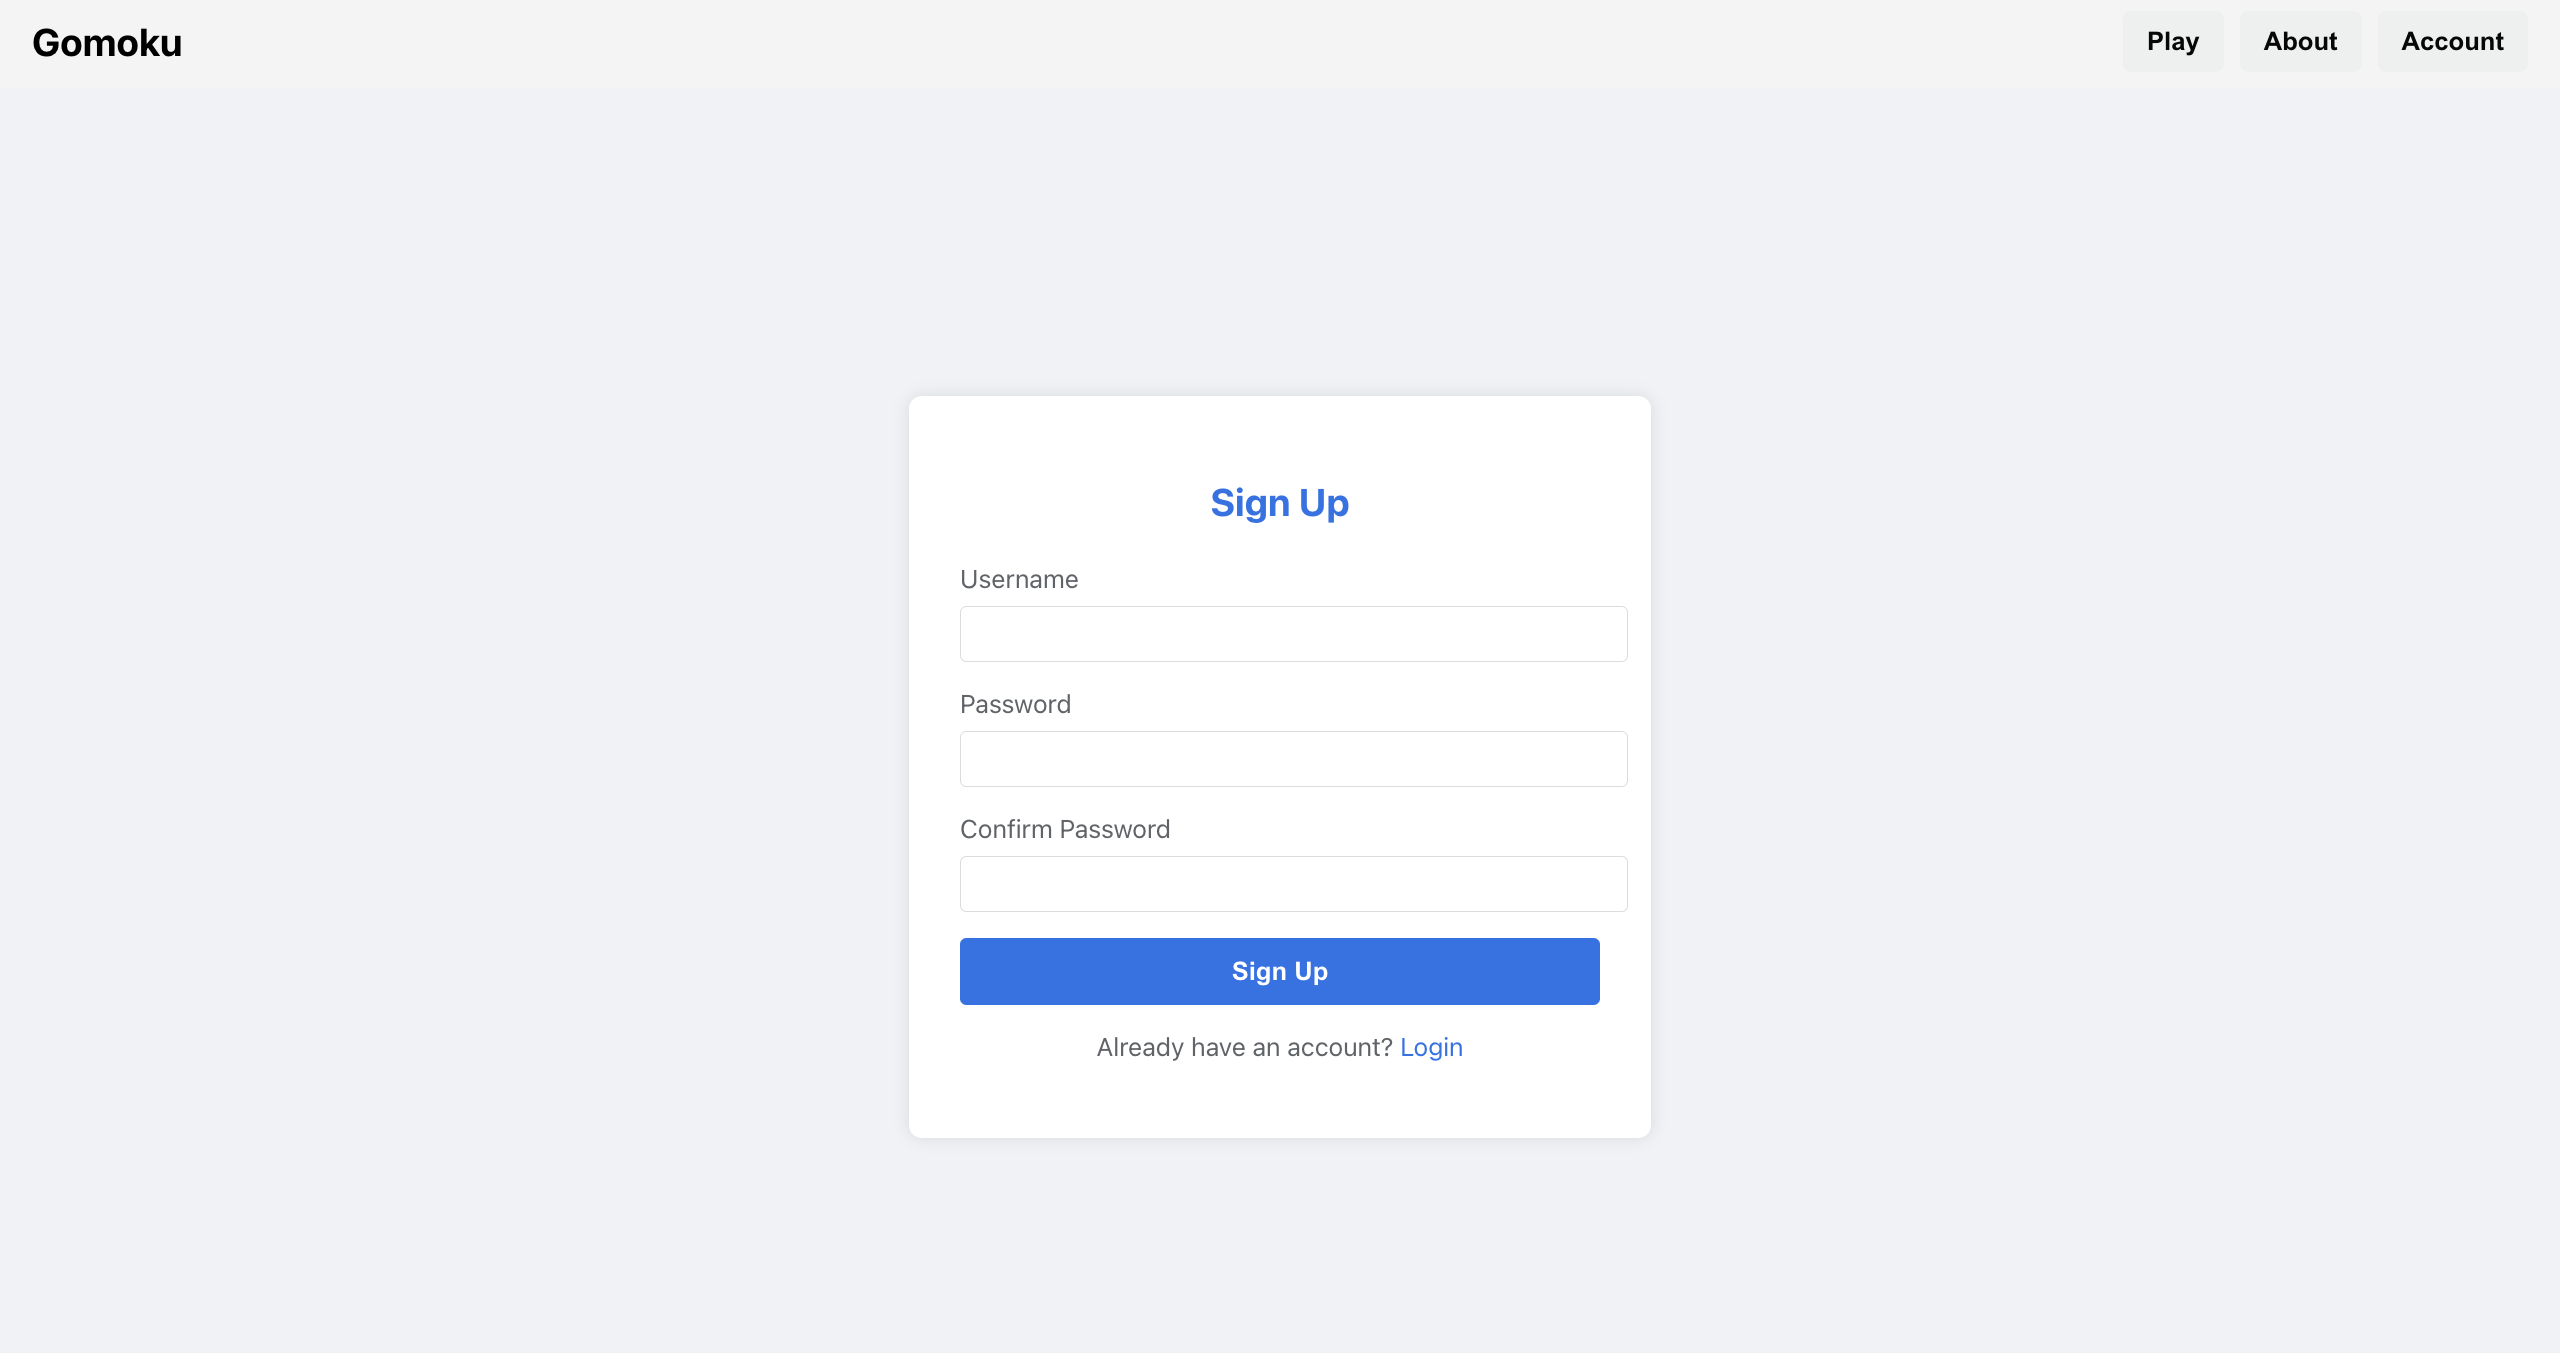 Gomoku
Play About Account
Sign Up
Username
Password
Confirm Password
Sign Up
Already have an account? Login